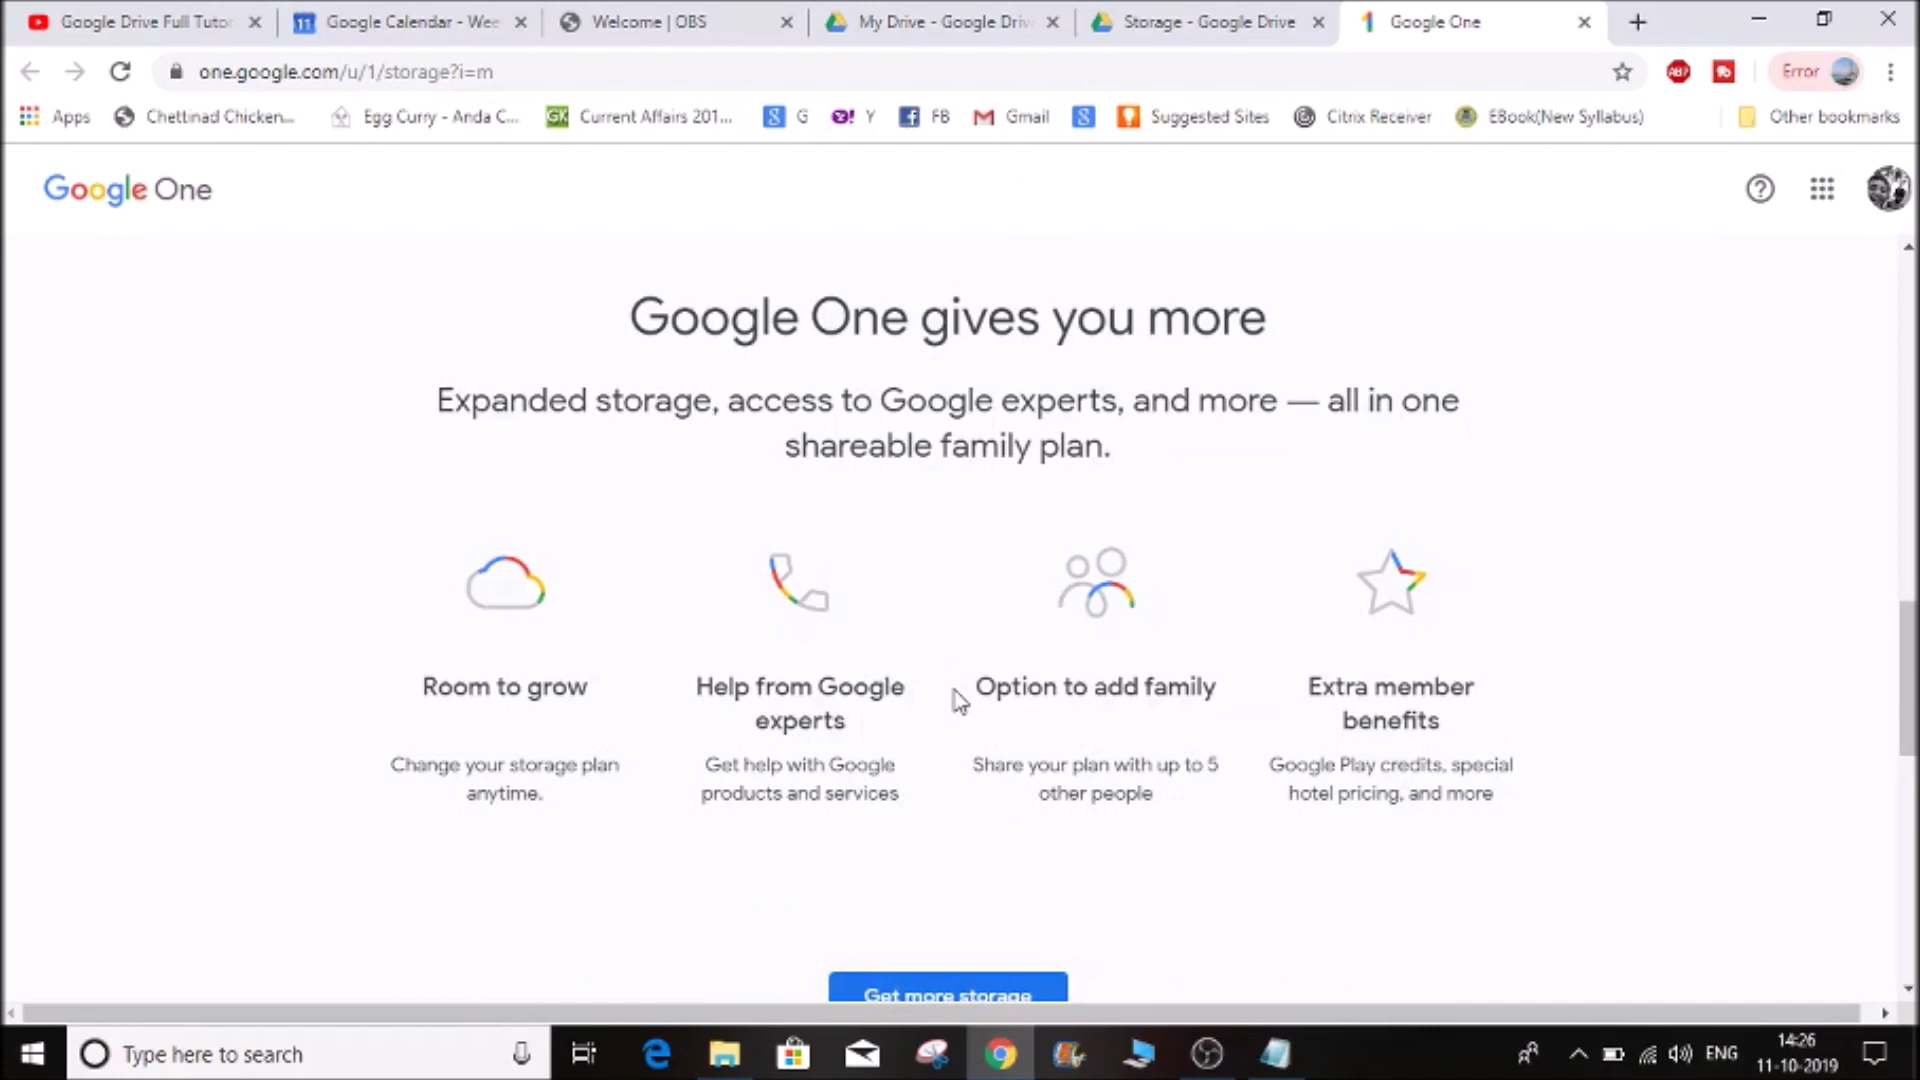 Google Drive Full Tutor
Google Calendar - Wee
Welcome | OBS
My Drive - Google Driv
Storage - Google Drive
Google One
one.google.com/u/1/storage?i=m
ABP
Error
Apps
Chettinad Chicken...
Egg Curry - Anda C...
GK
Current Affairs 201...
G
Y
FB
Gmail
Suggested Sites
Citrix Receiver
EBook(New Syllabus)
Other bookmarks
Google One
Google One gives you more
Expanded storage, access to Google experts, and more — all in one
shareable family plan.
Room to grow
Change your storage plan
anytime.
Help from Google
experts
Get help with Google
products and services
Option to add family
Share your plan with up to 5
other people
Extra member
benefits
Google Play credits, special
hotel pricing, and more
Get more storage
Type here to search
ENG
14:26
11-10-2019